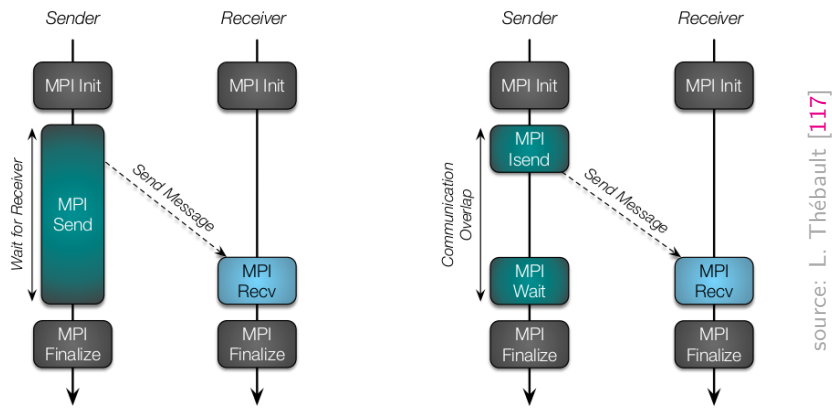 Sender
Receiver
MPI Init
MPI Init
Wait for Receiver
MPI
Send
Send Message
MPI
Recv
MPI
Finalize
MPI
Finalize
Sender
Receiver
MPI Init
MPI Init
Communication
Overlap
MPI
Isend
Send Message
MPI
Wait
MPI
Recv
MPI
Finalize
MPI
Finalize
source: L. Thébault [117]